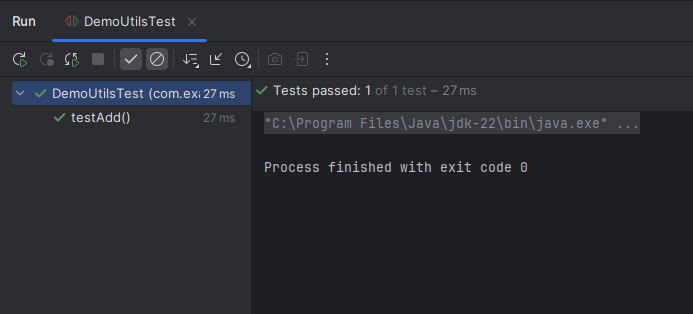 Run DemoUtilsTest
DemoUtilsTest (com.exa 27 ms
testAdd() 27 ms
Tests passed: 1 of 1 test – 27 ms
"C:\Program Files\Java\jdk-22\bin\java.exe" ...
Process finished with exit code 0